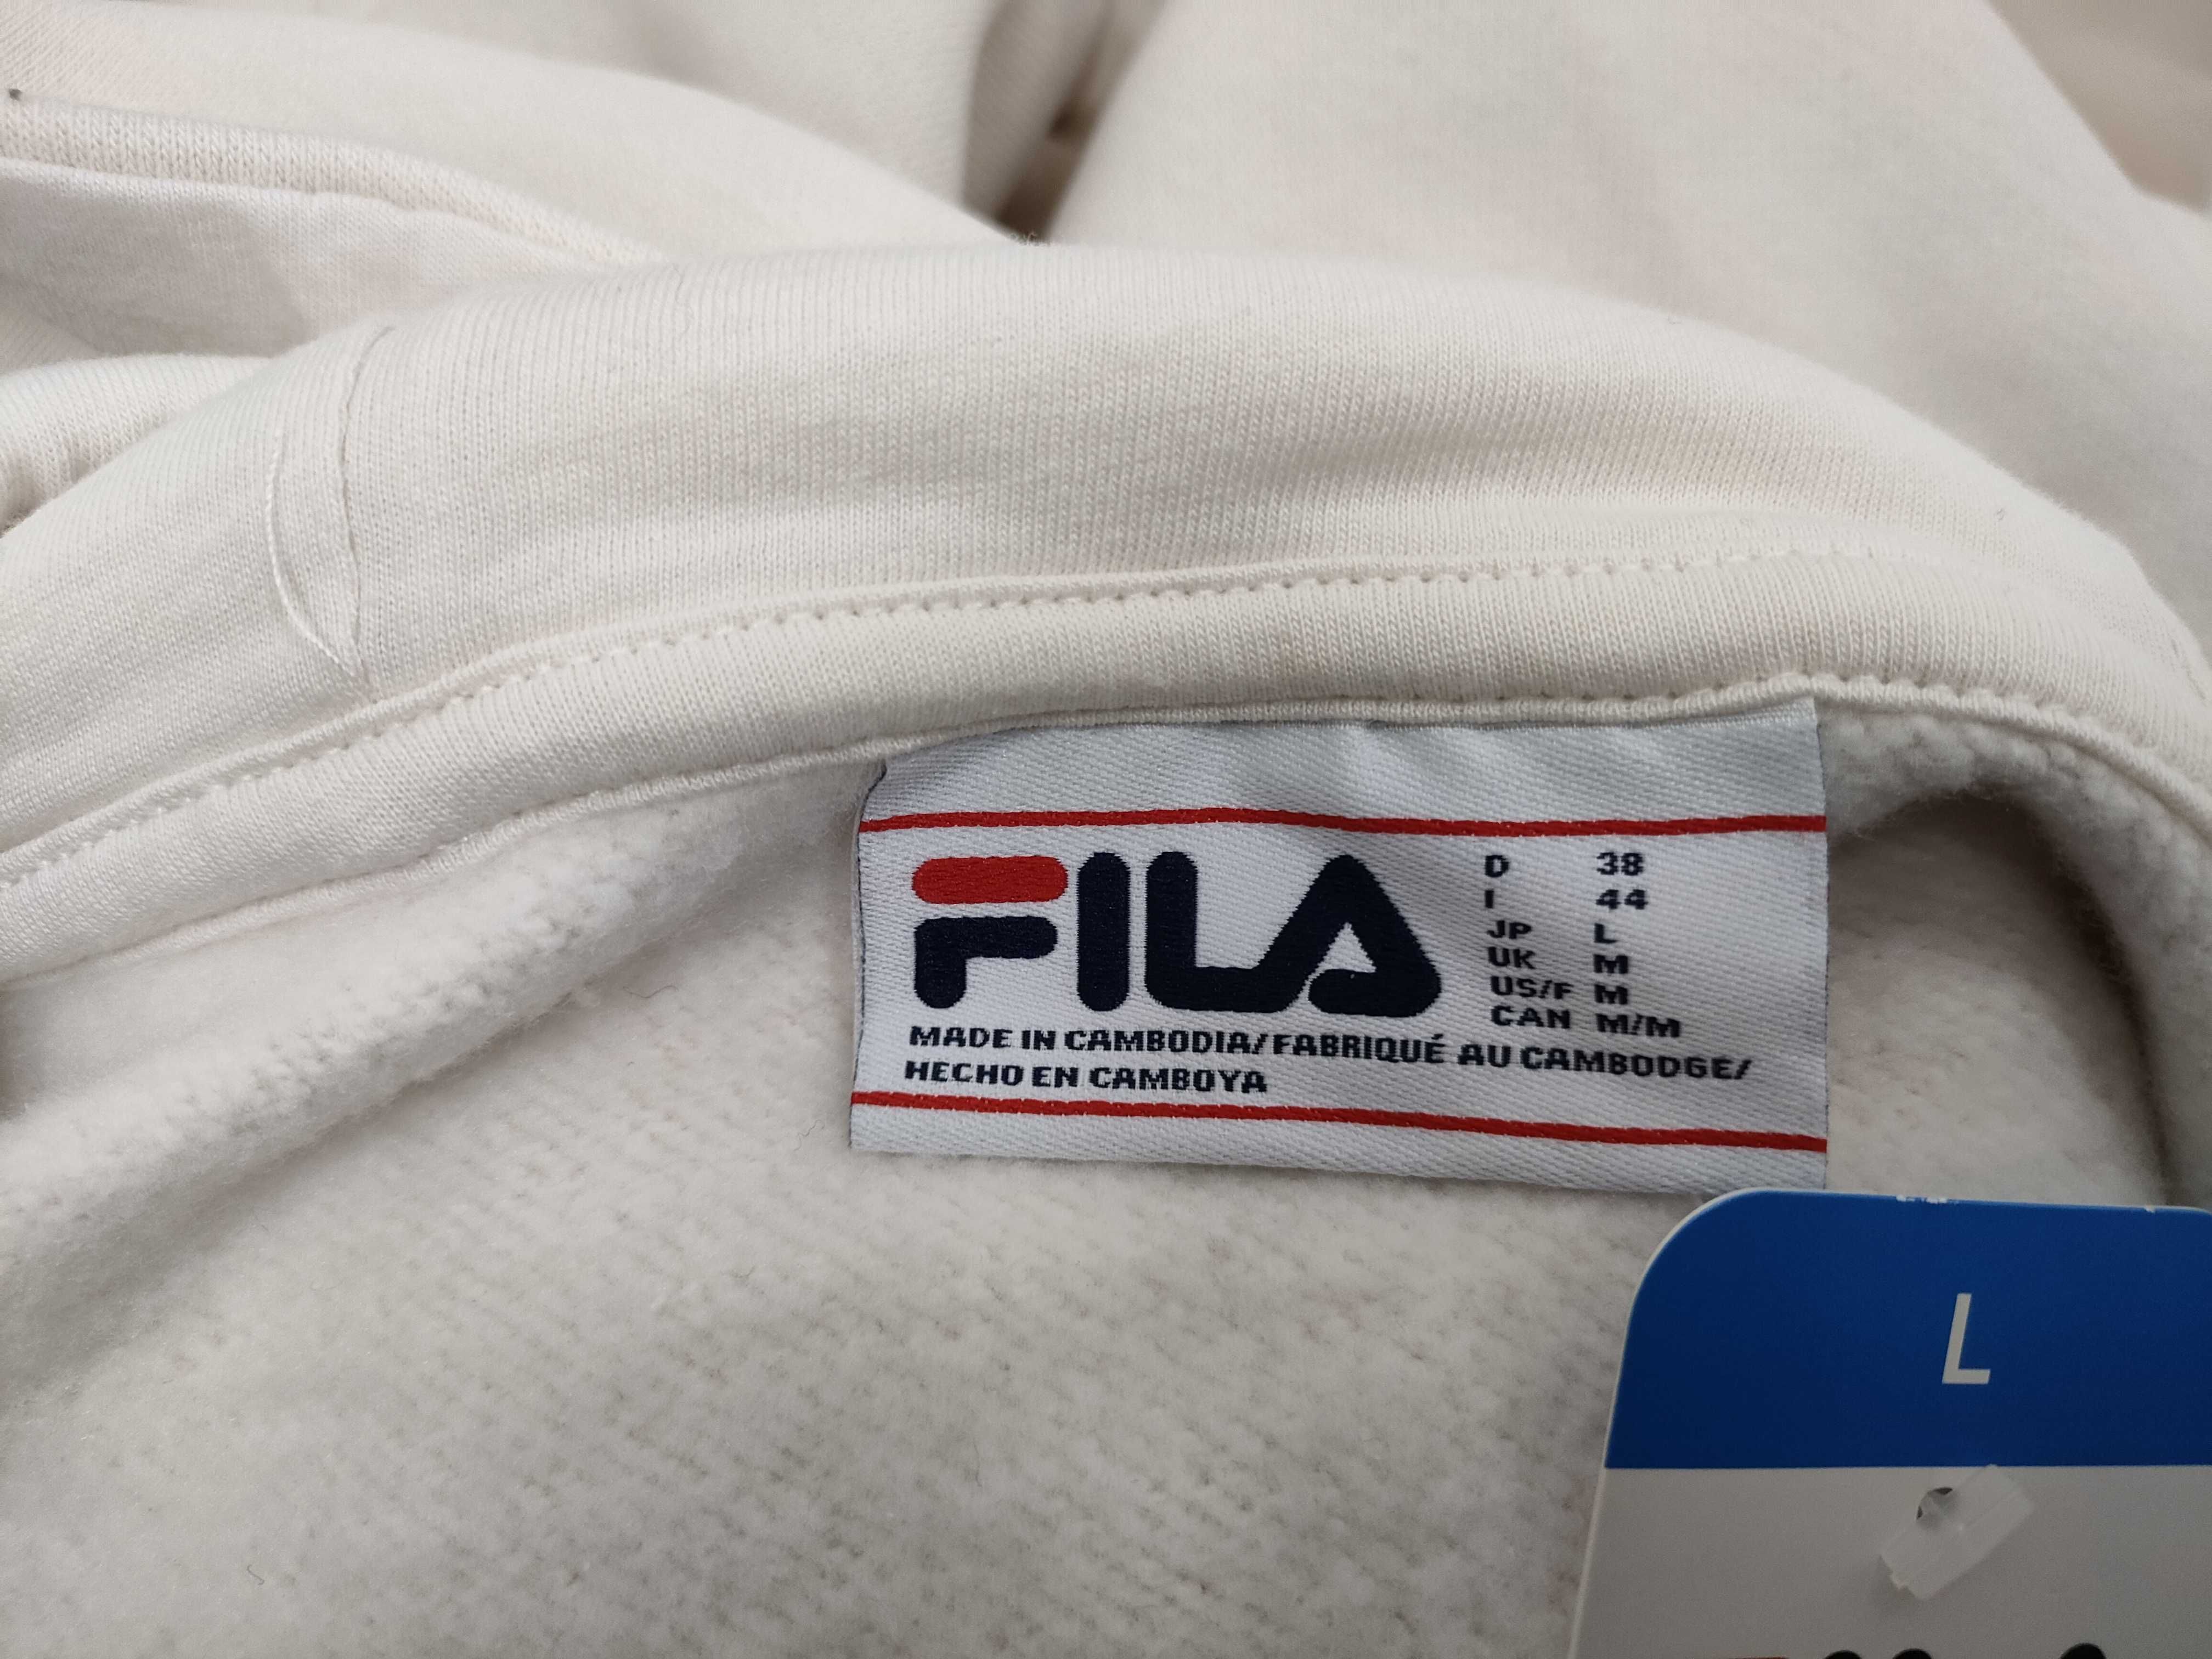 FILA
D 38
I 44
JP L
UK M
US/F M
CAN M/M
MADE IN CAMBODIA/FABRIQUÉ AU CAMBODGE/
HECHO EN CAMBOYA
L